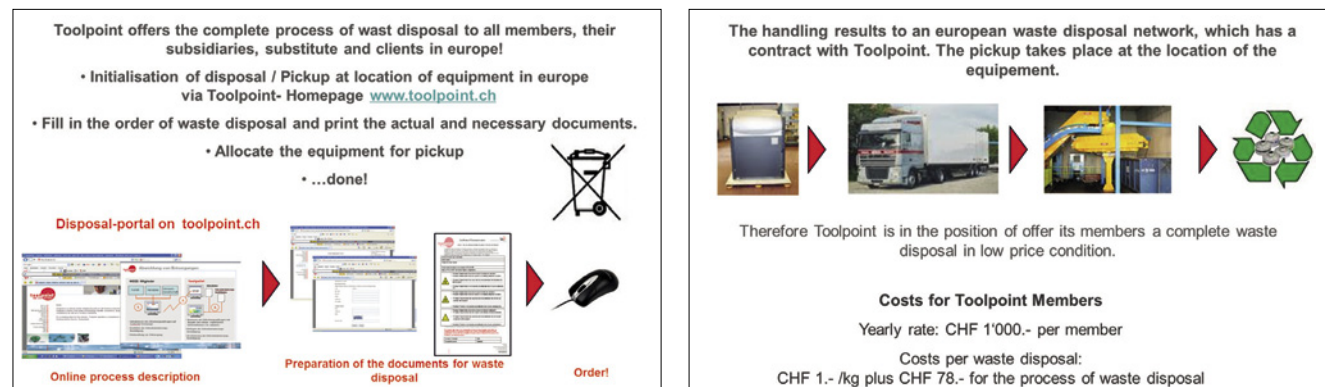 Toolpoint offers the complete process of wast disposal to all members, their
subsidiaries, substitute and clients in europe!
• Initialisation of disposal / Pickup at location of equipment in europe
via Toolpoint- Homepage www.toolpoint.ch
• Fill in the order of waste disposal and print the actual and necessary documents.
• Allocate the equipment for pickup
• ...done!
Disposal-portal on toolpoint.ch
Online process description
Preparation of the documents for waste
disposal
Order!
The handling results to an european waste disposal network, which has a
contract with Toolpoint. The pickup takes place at the location of the
equipement.
Therefore Toolpoint is in the position of offer its members a complete waste
disposal in low price condition.
Costs for Toolpoint Members
Yearly rate: CHF 1'000.- per member
Costs per waste disposal:
CHF 1.- /kg plus CHF 78.- for the process of waste disposal